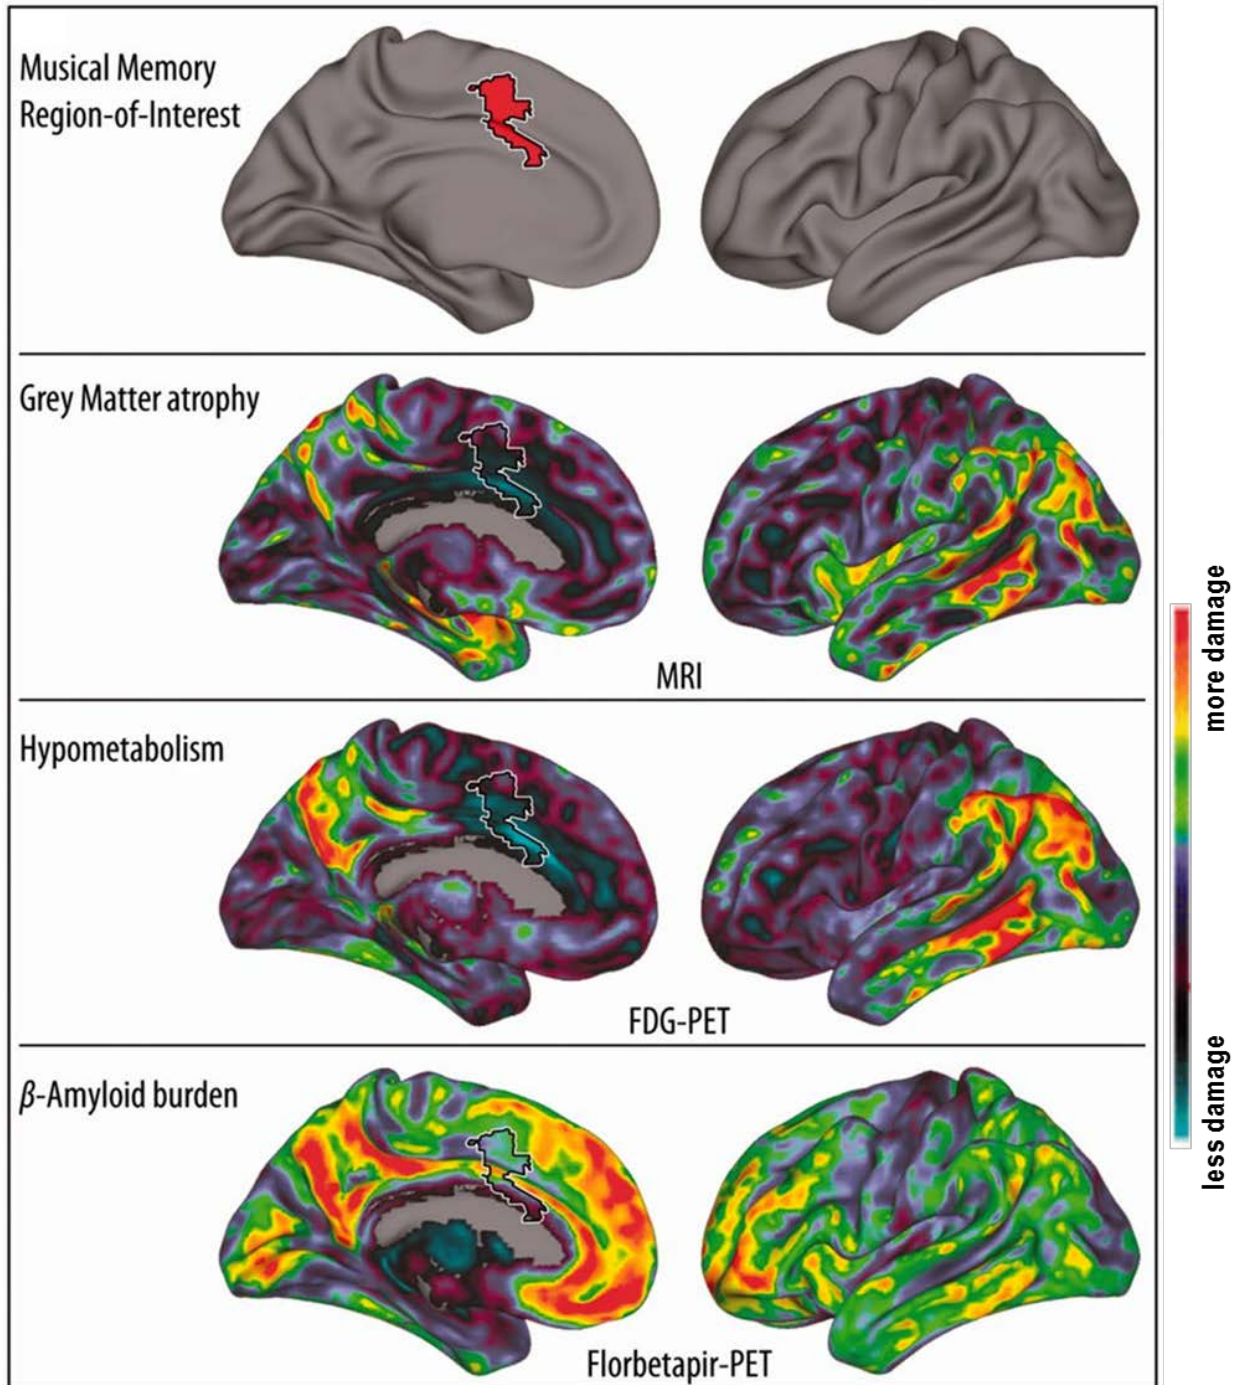 Musical Memory
Region-of-Interest
Grey Matter atrophy
MRI
Hypometabolism
FDG-PET
β-Amyloid burden
Florbetapir-PET
more damage
less damage